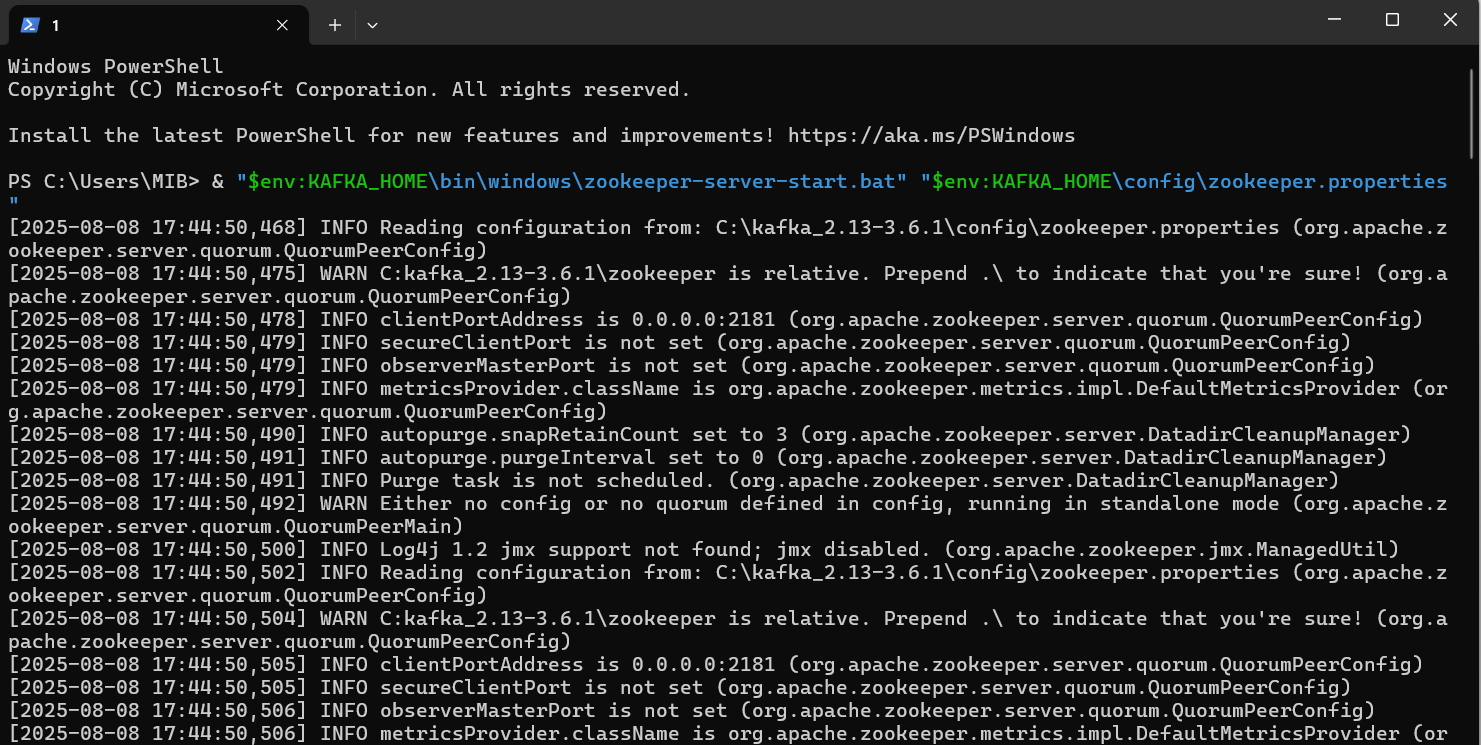 1
Windows PowerShell
Copyright (C) Microsoft Corporation. All rights reserved.
Install the latest PowerShell for new features and improvements! https://aka.ms/PSWindows
PS C:\Users\MIB> & "$env:KAFKA_HOME\bin\windows\zookeeper-server-start.bat" "$env:KAFKA_HOME\config\zookeeper.properties
"
[2025-08-08 17:44:50,468] INFO Reading configuration from: C:\kafka_2.13-3.6.1\config\zookeeper.properties (org.apache.z
ookeeper.server.quorum.QuorumPeerConfig)
[2025-08-08 17:44:50,475] WARN C:kafka_2.13-3.6.1\zookeeper is relative. Prepend .\ to indicate that you're sure! (org.a
pache.zookeeper.server.quorum.QuorumPeerConfig)
[2025-08-08 17:44:50,478] INFO clientPortAddress is 0.0.0.0:2181 (org.apache.zookeeper.server.quorum.QuorumPeerConfig)
[2025-08-08 17:44:50,479] INFO secureClientPort is not set (org.apache.zookeeper.server.quorum.QuorumPeerConfig)
[2025-08-08 17:44:50,479] INFO observerMasterPort is not set (org.apache.zookeeper.server.quorum.QuorumPeerConfig)
[2025-08-08 17:44:50,479] INFO metricsProvider.className is org.apache.zookeeper.metrics.impl.DefaultMetricsProvider (or
g.apache.zookeeper.server.quorum.QuorumPeerConfig)
[2025-08-08 17:44:50,490] INFO autopurge.snapRetainCount set to 3 (org.apache.zookeeper.server.DatadirCleanupManager)
[2025-08-08 17:44:50,491] INFO autopurge.purgeInterval set to 0 (org.apache.zookeeper.server.DatadirCleanupManager)
[2025-08-08 17:44:50,491] INFO Purge task is not scheduled. (org.apache.zookeeper.server.DatadirCleanupManager)
[2025-08-08 17:44:50,492] WARN Either no config or no quorum defined in config, running in standalone mode (org.apache.z
ookeeper.server.quorum.QuorumPeerMain)
[2025-08-08 17:44:50,500] INFO Log4j 1.2 jmx support not found; jmx disabled. (org.apache.zookeeper.jmx.ManagedUtil)
[2025-08-08 17:44:50,502] INFO Reading configuration from: C:\kafka_2.13-3.6.1\config\zookeeper.properties (org.apache.z
ookeeper.server.quorum.QuorumPeerConfig)
[2025-08-08 17:44:50,504] WARN C:kafka_2.13-3.6.1\zookeeper is relative. Prepend .\ to indicate that you're sure! (org.a
pache.zookeeper.server.quorum.QuorumPeerConfig)
[2025-08-08 17:44:50,505] INFO clientPortAddress is 0.0.0.0:2181 (org.apache.zookeeper.server.quorum.QuorumPeerConfig)
[2025-08-08 17:44:50,505] INFO secureClientPort is not set (org.apache.zookeeper.server.quorum.QuorumPeerConfig)
[2025-08-08 17:44:50,506] INFO observerMasterPort is not set (org.apache.zookeeper.server.quorum.QuorumPeerConfig)
[2025-08-08 17:44:50,506] INFO metricsProvider.className is org.apache.zookeeper.metrics.impl.DefaultMetricsProvider (or